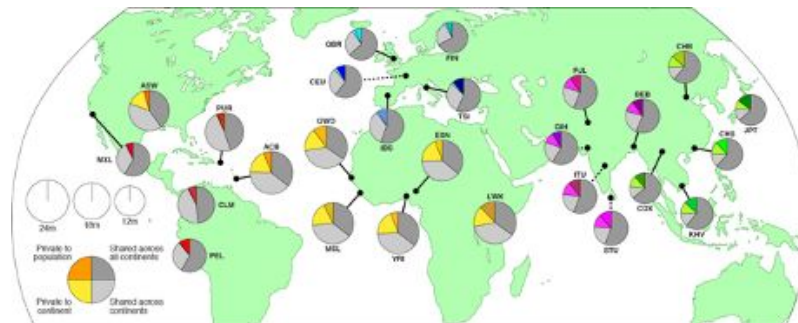 GBR
FIN
CHB
ASW
CEU
PJL
BEB
PUR
TSI
JPT
GWD
ESN
GIH
CHS
ACB
IBS
MXL
ITU
LWK
CDX
24m
18m
12m
CLM
STU
KHV
MSL
YRI
Private to population
Shared across all continents
PEL
Private to continent
Shared across continents